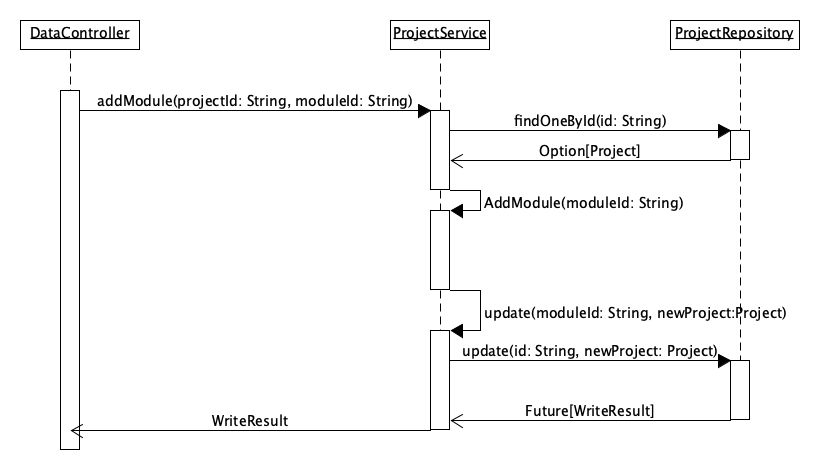 DataController
ProjectService
ProjectRepository
addModule(projectId: String, moduleId: String)
findOneById(id: String)
Option[Project]
AddModule(moduleId: String)
update(moduleId: String, newProject:Project)
update(id: String, newProject: Project)
Future[WriteResult]
WriteResult